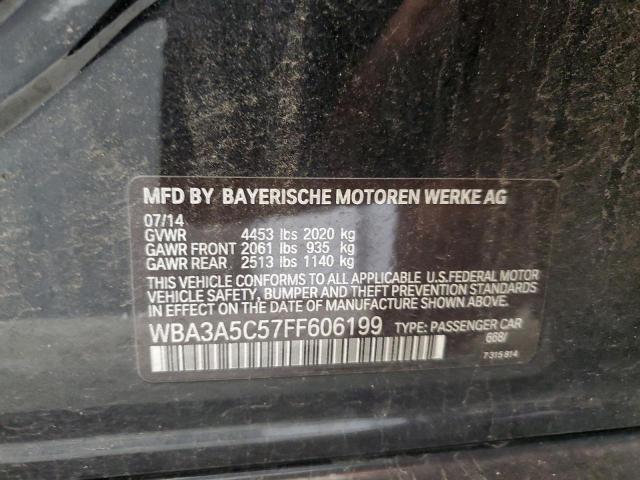 MFD BY BAYERISCHE MOTOREN WERKE AG
07/14
GVWR 4453 lbs 2020 kg
GAWR FRONT 2061 lbs 935 kg
GAWR REAR 2513 lbs 1140 kg
THIS VEHICLE CONFORMS TO ALL APPLICABLE U.S.FEDERAL MOTOR
VEHICLE SAFETY, BUMPER AND THEFT PREVENTION STANDARDS
IN EFFECT ON THE DATE OF MANUFACTURE SHOWN ABOVE.
WBA3A5C57FF606199 TYPE: PASSENGER CAR
668/
7 315 814